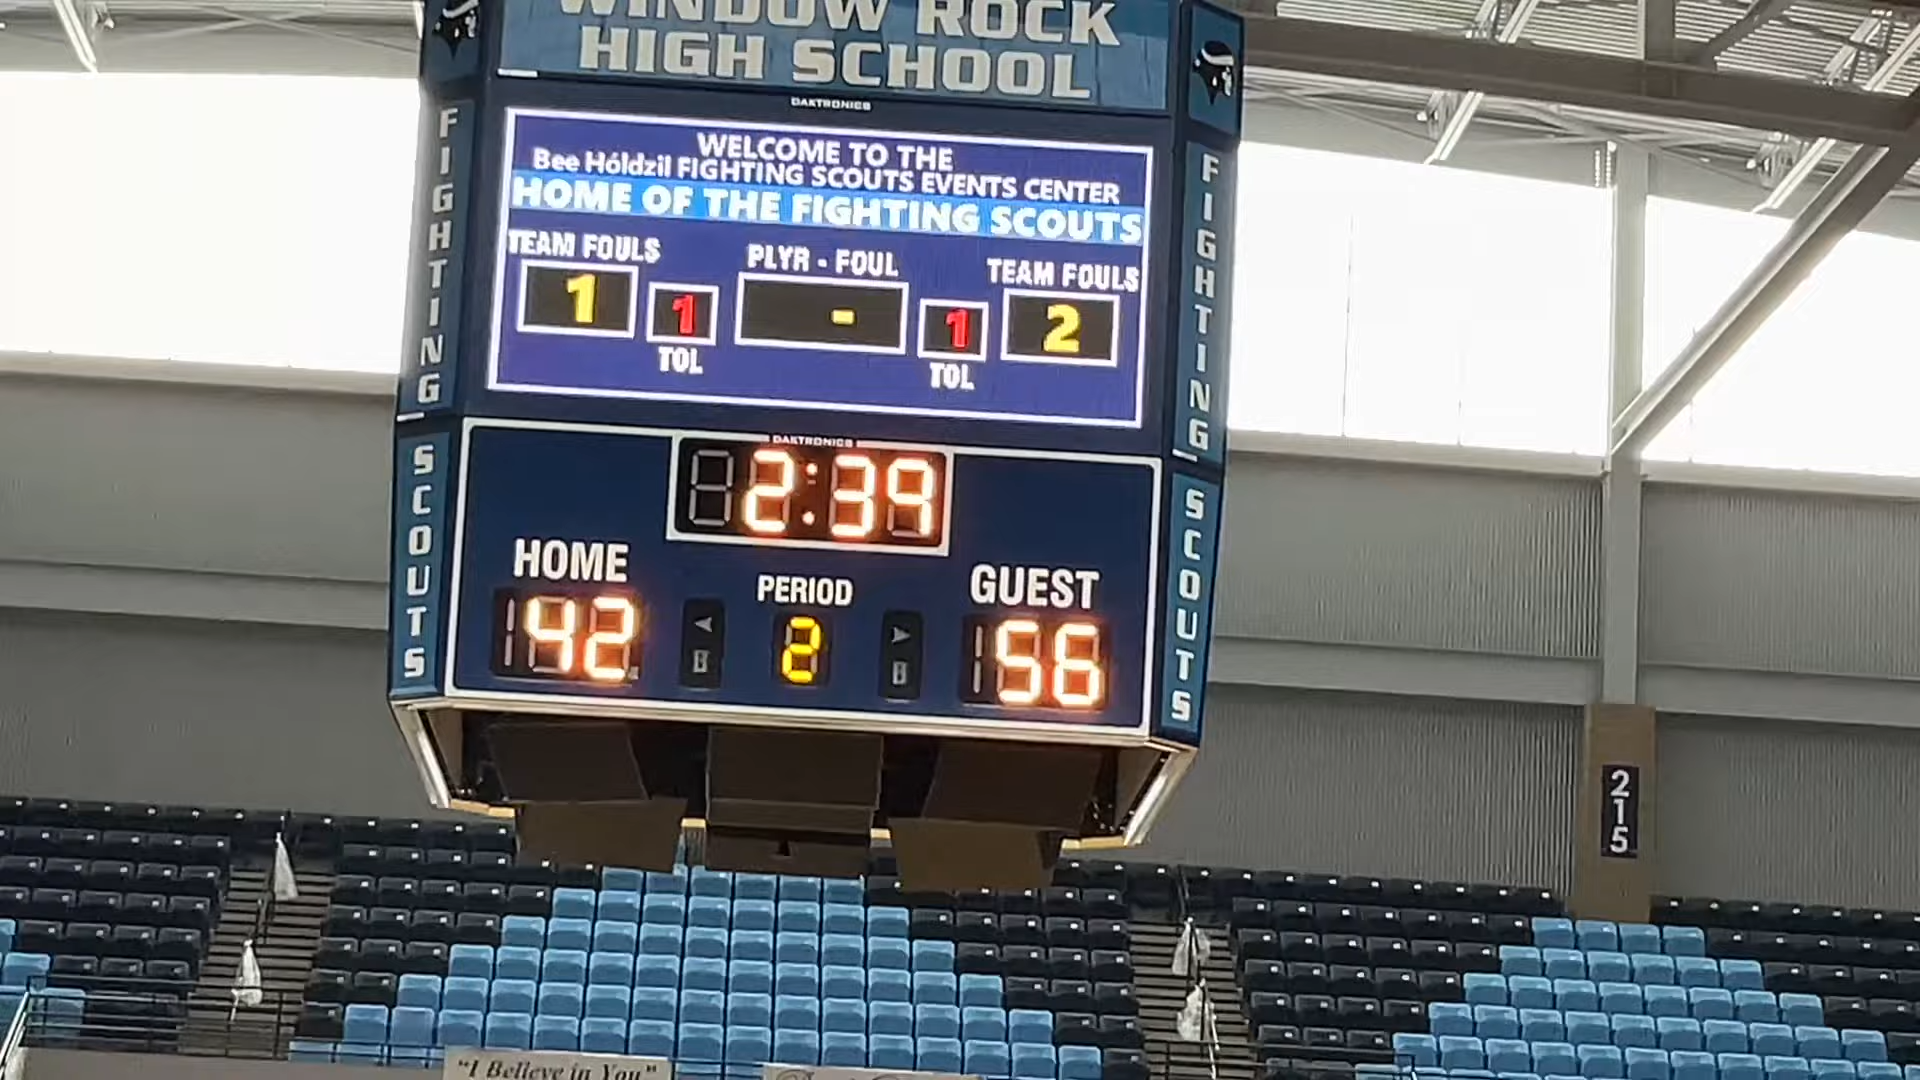 WINDOW ROCK
HIGH SCHOOL
DAKTRONICS
FIGHTING
SCOUTS
WELCOME TO THE
Bee Hóldzil FIGHTING SCOUTS EVENTS CENTER
HOME OF THE FIGHTING SCOUTS
TEAM FOULS PLYR - FOUL TEAM FOULS
1 1 - 1 2
TOL TOL
DAKTRONICS
2:39
HOME PERIOD GUEST
42 2 56
B B
FIGHTING
SCOUTS
215
"I Believe in You"